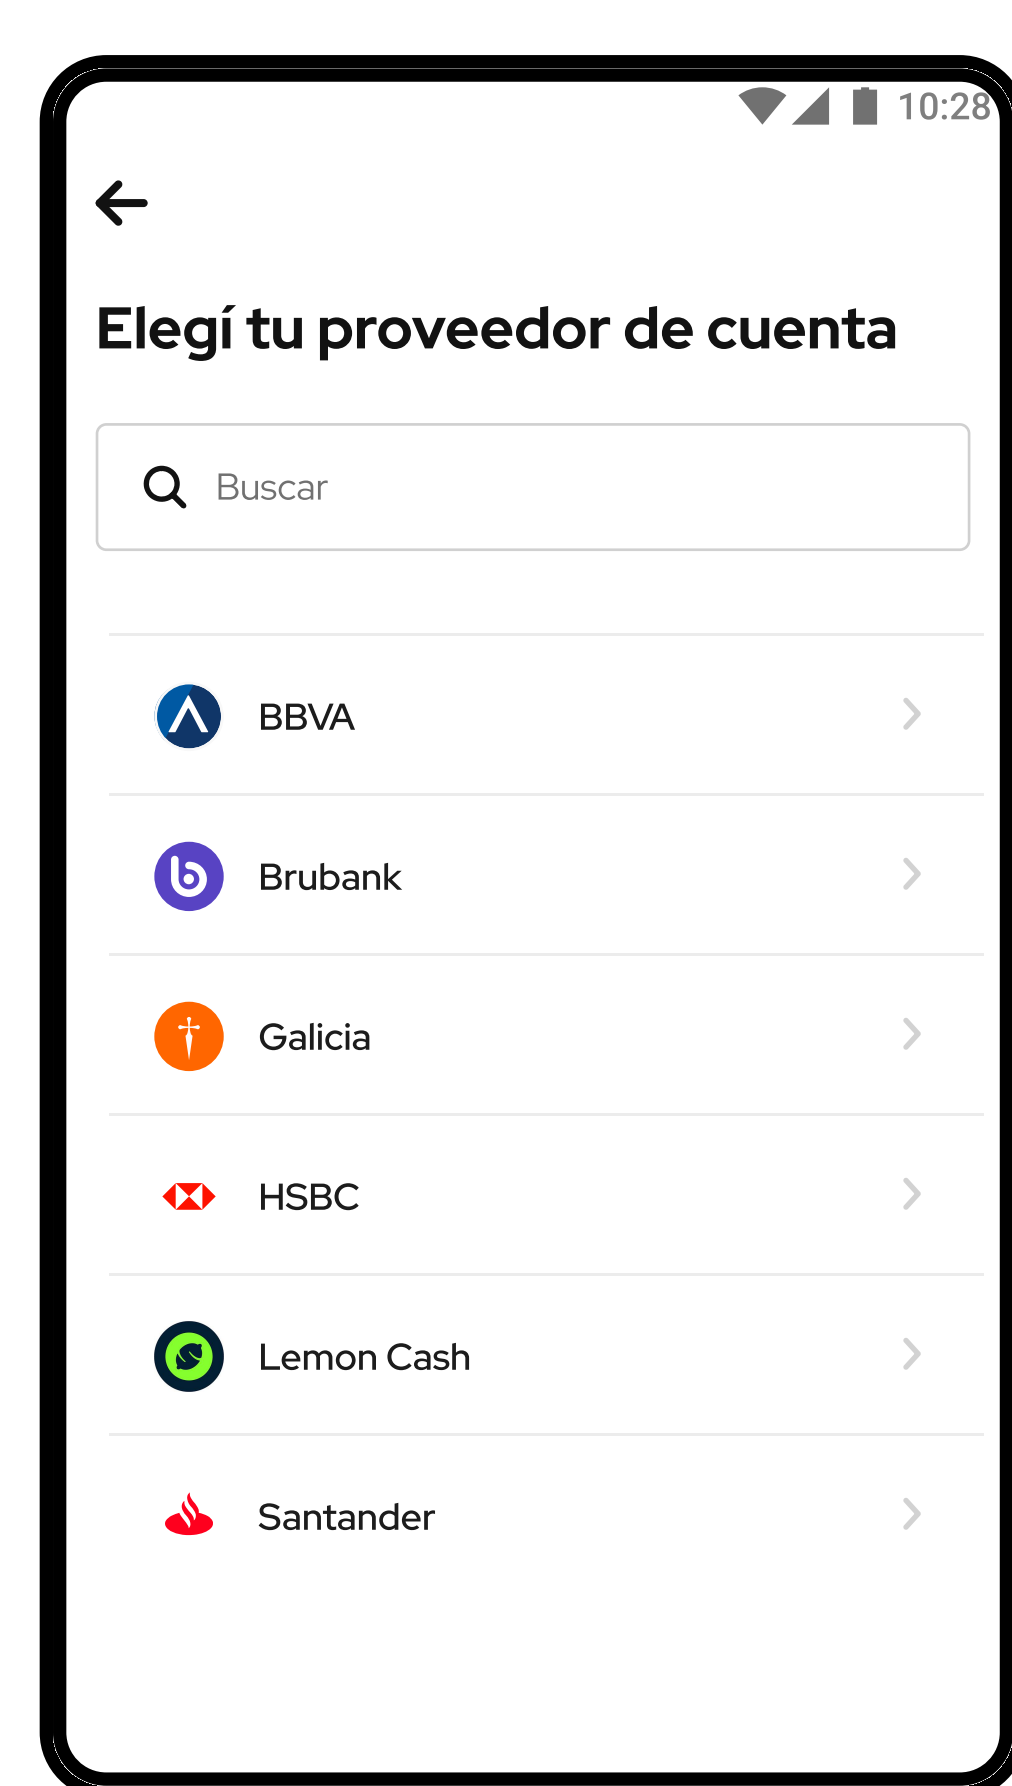 10:28
Elegí tu proveedor de cuenta
Buscar
BBVA
Brubank
Galicia
HSBC
Lemon Cash
Santander